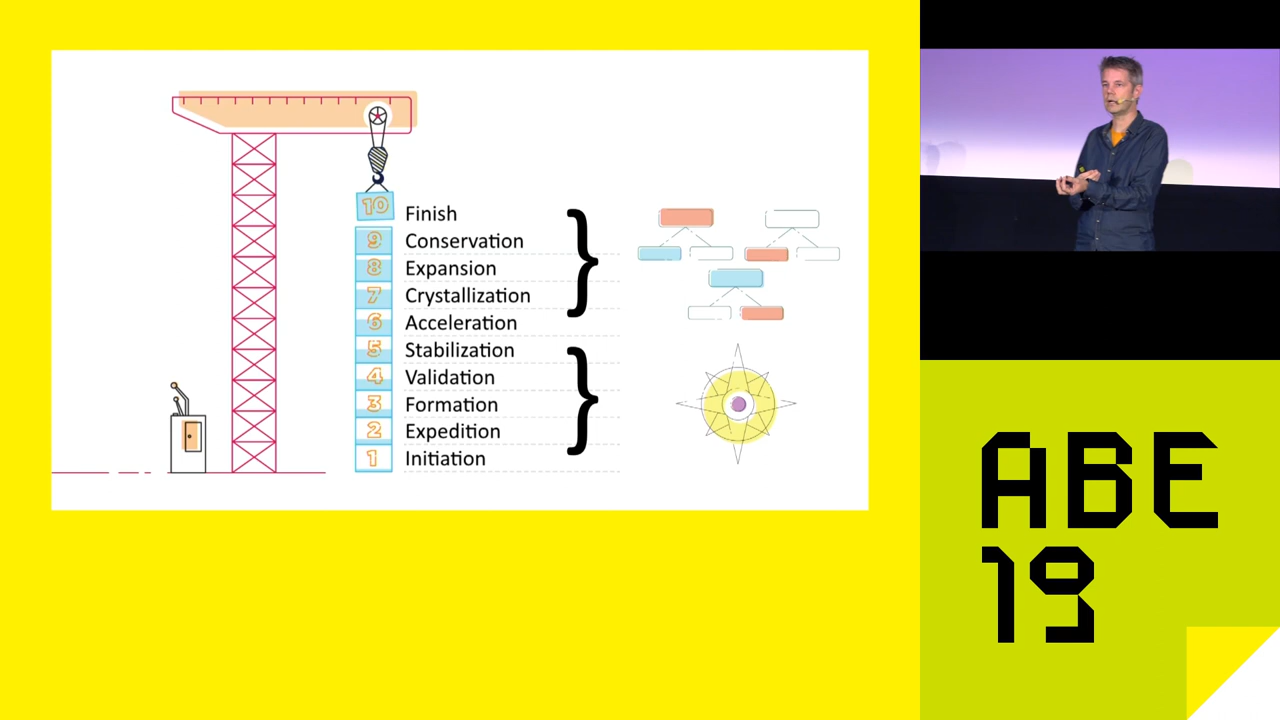 10 Finish
9 Conservation
8 Expansion
7 Crystallization
6 Acceleration
5 Stabilization
4 Validation
3 Formation
2 Expedition
1 Initiation
ABE
19